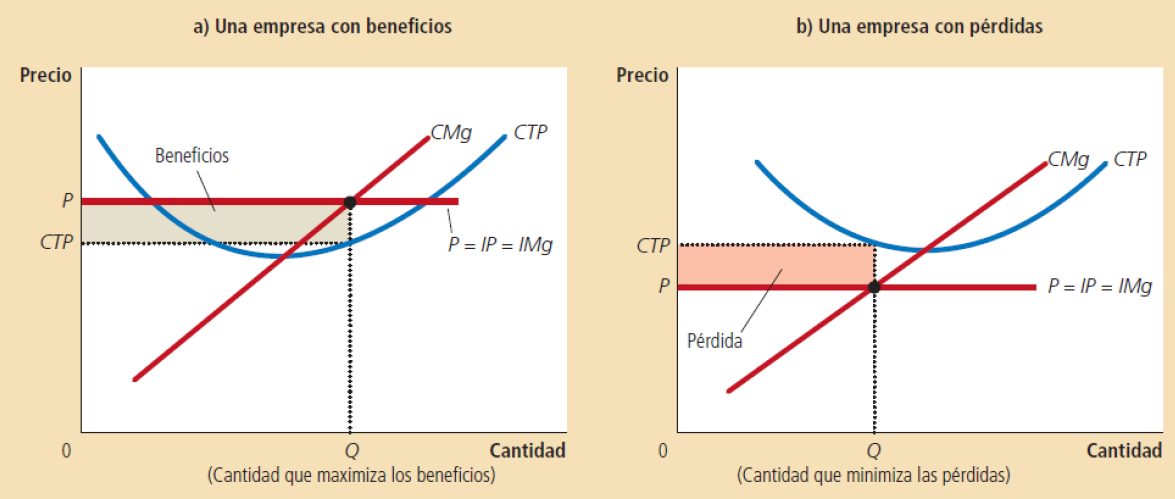 a) Una empresa con beneficios
Precio
CMg
CTP
Beneficios
P
CTP
P = IP = IMg
0
Q
Cantidad
(Cantidad que maximiza los beneficios)
b) Una empresa con pérdidas
Precio
CMg
CTP
CTP
P
P = IP = IMg
Pérdida
0
Q
Cantidad
(Cantidad que minimiza las pérdidas)